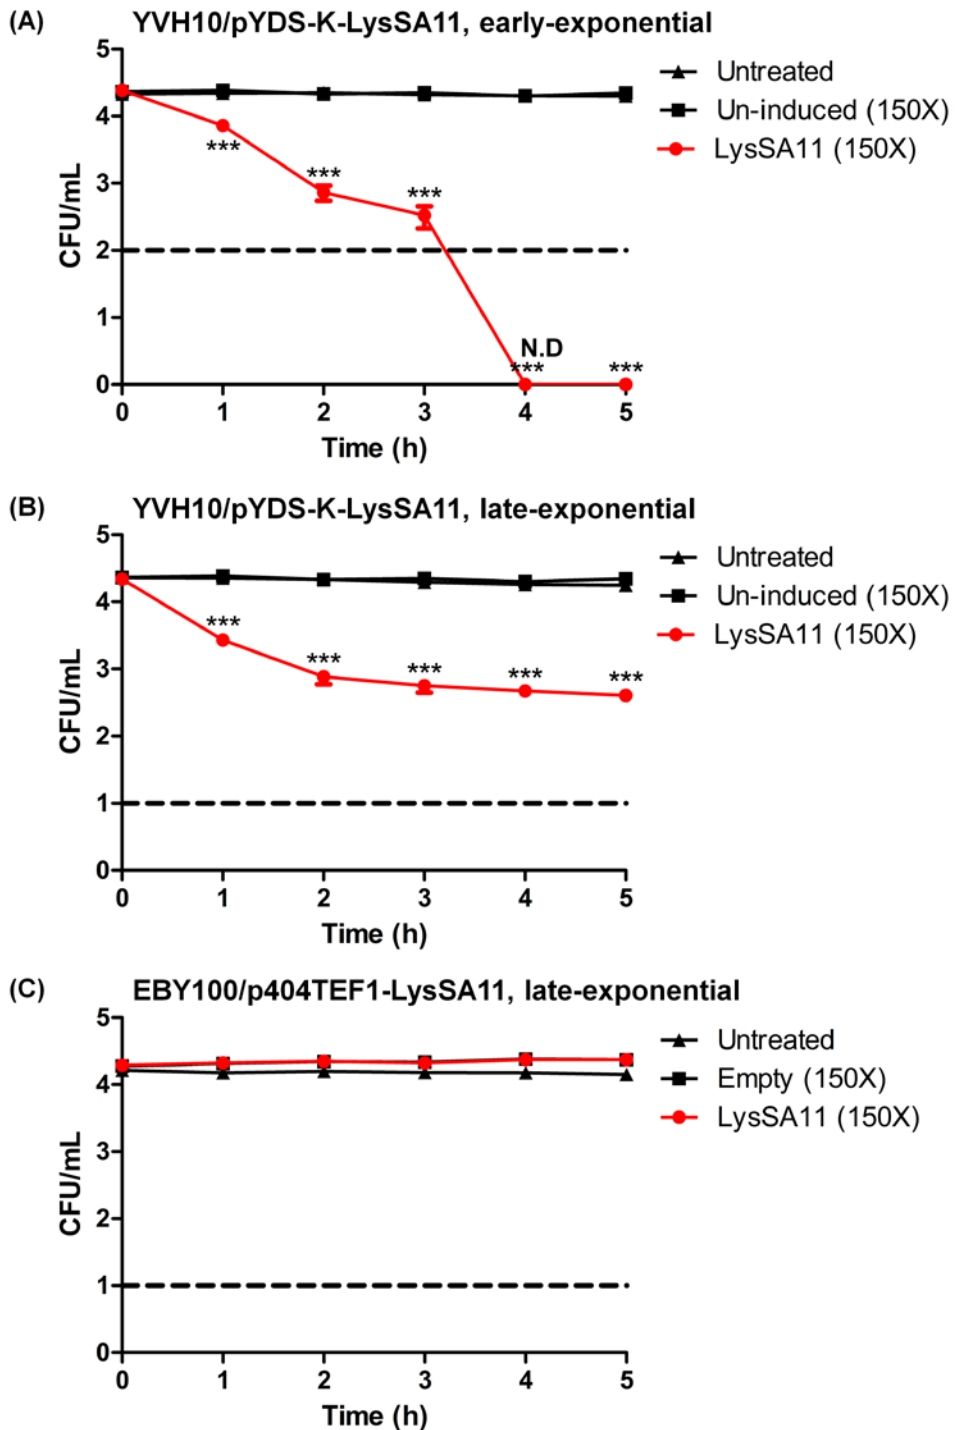 (A) YVH10/pYDS-K-LysSA11, early-exponential
5
4
3
2
1
0
CFU/mL
***
***
***
N.D
***
***
0 1 2 3 4 5
Time (h)
Untreated
Un-induced (150X)
LysSA11 (150X)
(B) YVH10/pYDS-K-LysSA11, late-exponential
5
4
3
2
1
0
CFU/mL
***
***
***
***
***
0 1 2 3 4 5
Time (h)
Untreated
Un-induced (150X)
LysSA11 (150X)
(C) EBY100/p404TEF1-LysSA11, late-exponential
5
4
3
2
1
0
CFU/mL
0 1 2 3 4 5
Time (h)
Untreated
Empty (150X)
LysSA11 (150X)